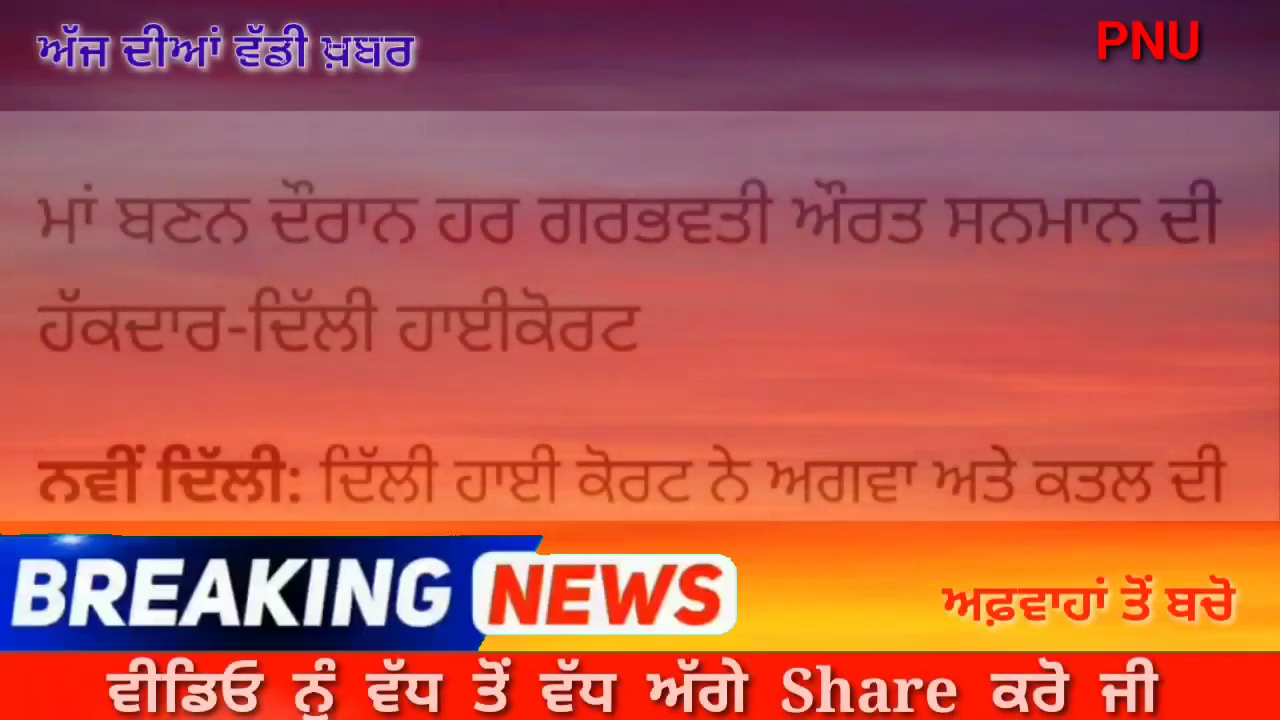 ਅੱਜ ਦੀਆਂ ਵੱਡੀ ਖ਼ਬਰ
PNU
ਮਾਂ ਬਣਨ ਦੌਰਾਨ ਹਰ ਗਰਭਵਤੀ ਔਰਤ ਸਨਮਾਨ ਦੀ
ਹੱਕਦਾਰ-ਦਿੱਲੀ ਹਾਈਕੋਰਟ
ਨਵੀਂ ਦਿੱਲੀ: ਦਿੱਲੀ ਹਾਈ ਕੋਰਟ ਨੇ ਅਗਵਾ ਅਤੇ ਕਤਲ ਦੀ
BREAKING NEWS
ਅਫ਼ਵਾਹਾਂ ਤੋਂ ਬਚੋ
ਵੀਡਿਓ ਨੂੰ ਵੱਧ ਤੋਂ ਵੱਧ ਅੱਗੇ Share ਕਰੋ ਜੀ